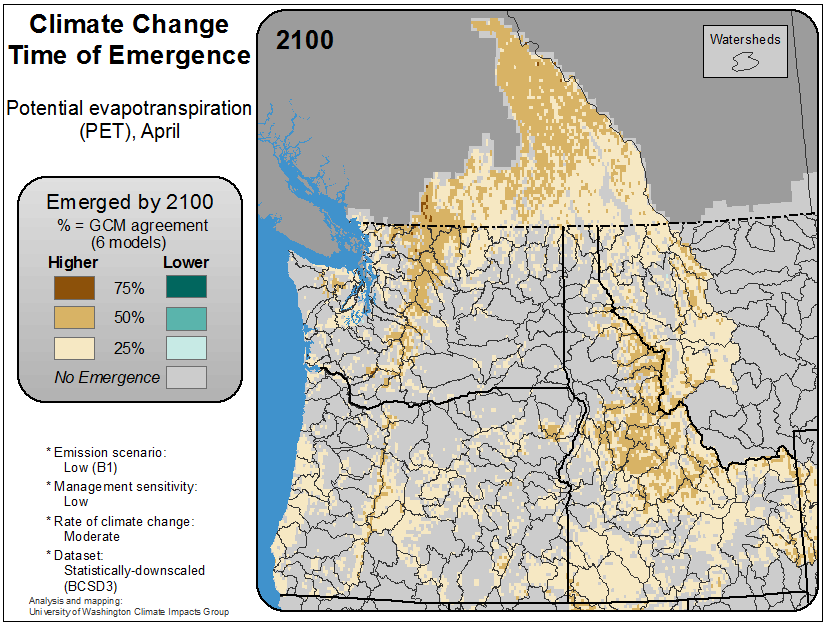 Climate Change
Time of Emergence
Potential evapotranspiration
(PET), April
Emerged by 2100
% = GCM agreement
(6 models)
Higher Lower
75%
50%
25%
No Emergence
* Emission scenario:
Low (B1)
* Management sensitivity:
Low
* Rate of climate change:
Moderate
* Dataset:
Statistically-downscaled
(BCSD3)
Analysis and mapping:
University of Washington Climate Impacts Group
2100
Watersheds